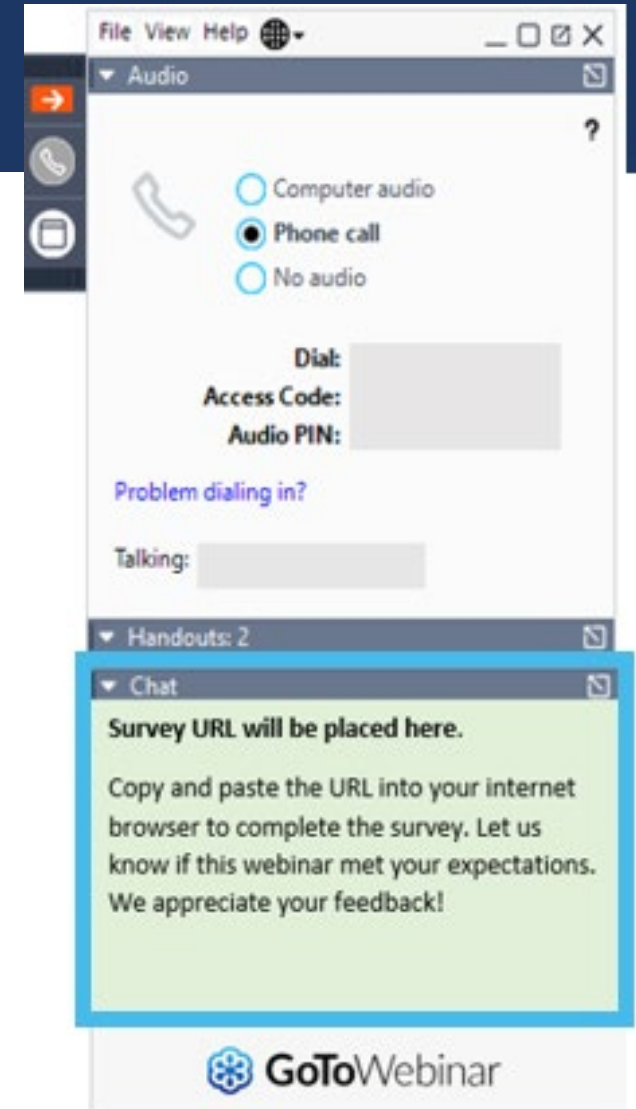 File View Help
Audio
?
Computer audio
Phone call
No audio
Dial:
Access Code:
Audio PIN:
Problem dialing in?
Talking:
Handouts: 2
Chat
Survey URL will be placed here.
Copy and paste the URL into your internet
browser to complete the survey. Let us
know if this webinar met your expectations.
We appreciate your feedback!
GoToWebinar